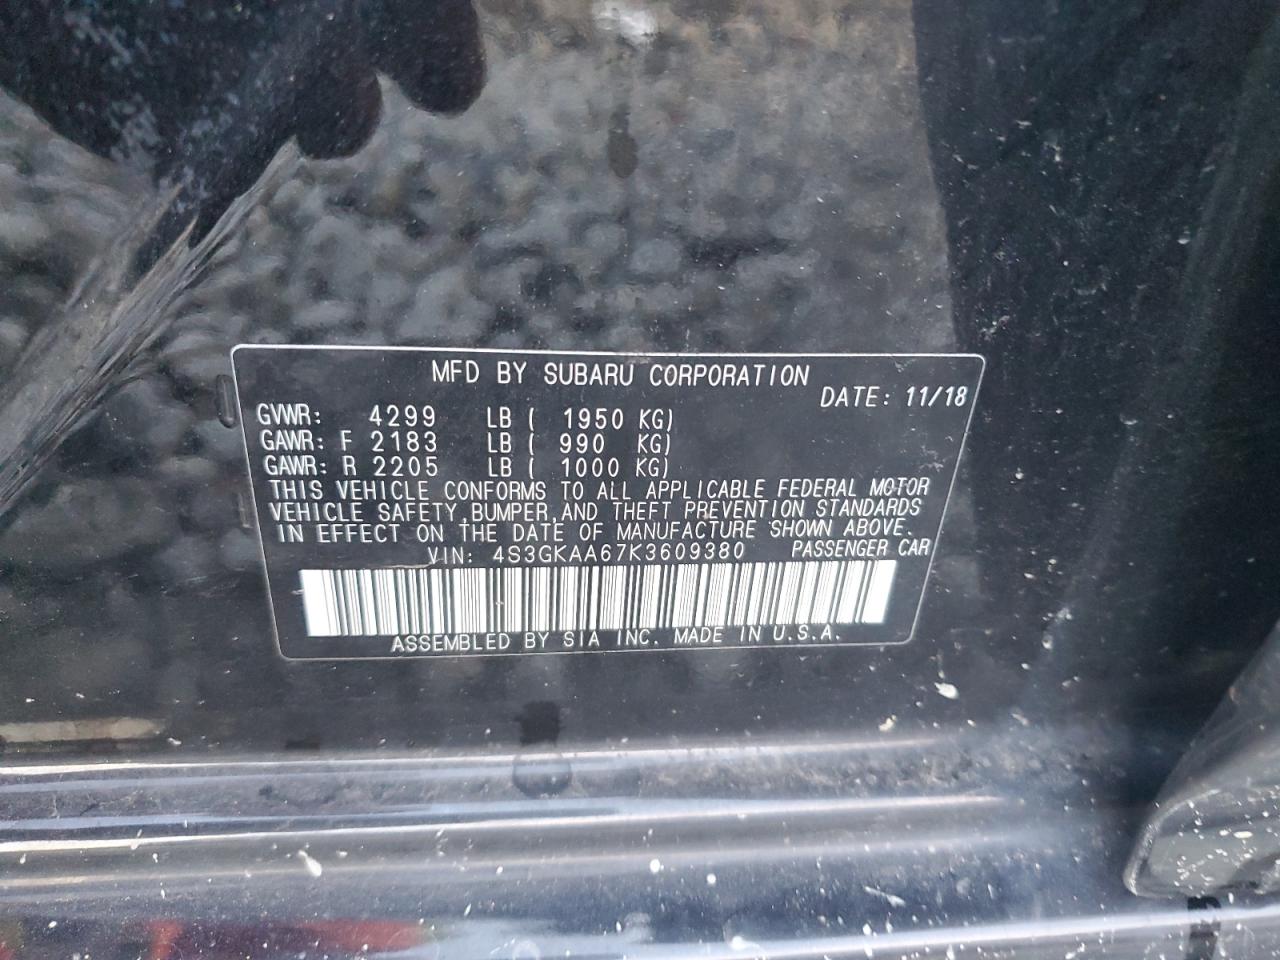 MFD BY SUBARU CORPORATION
DATE: 11/18
GVWR: 4299 LB ( 1950 KG)
GAWR: F 2183 LB ( 990 KG)
GAWR: R 2205 LB ( 1000 KG)
THIS VEHICLE CONFORMS TO ALL APPLICABLE FEDERAL MOTOR
VEHICLE SAFETY, BUMPER, AND THEFT PREVENTION STANDARDS
IN EFFECT ON THE DATE OF MANUFACTURE SHOWN ABOVE.
VIN: 4S3GKAA67K3609380 PASSENGER CAR
ASSEMBLED BY SIA INC. MADE IN U.S.A.